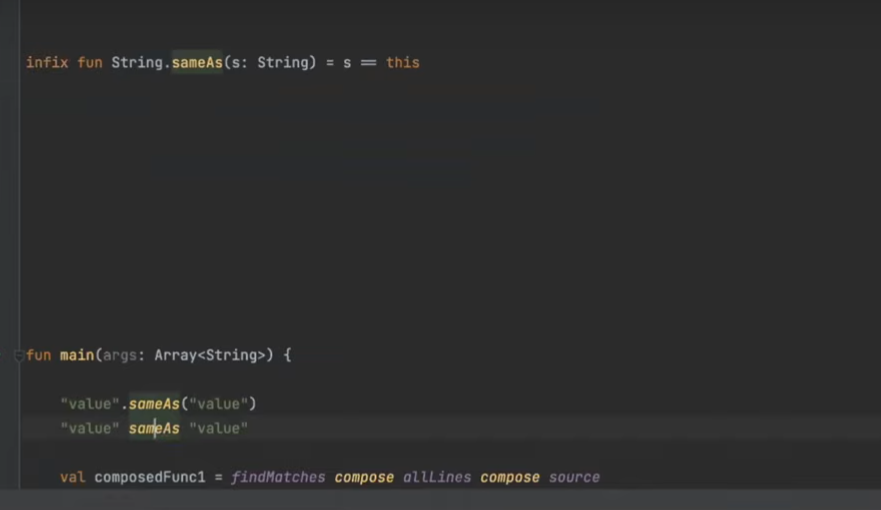 infix fun String.sameAs(s: String) = s == this
fun main(args: Array<String>) {
"value".sameAs("value")
"value" sameAs "value"
val composedFunc1 = findMatches compose allLines compose source